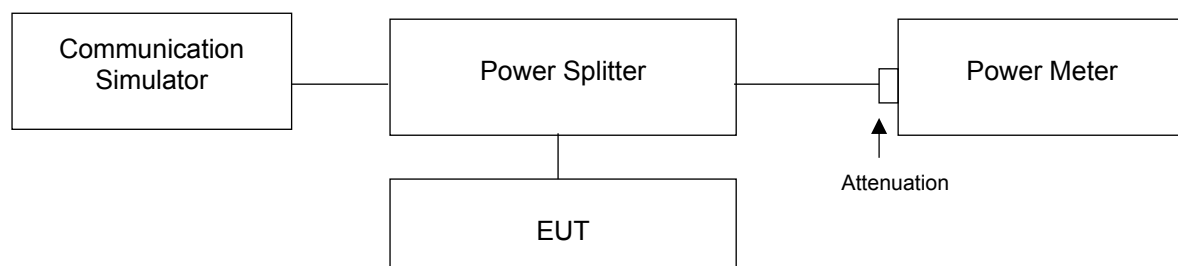 Communication
Simulator
Power Splitter
Power Meter
Attenuation
EUT